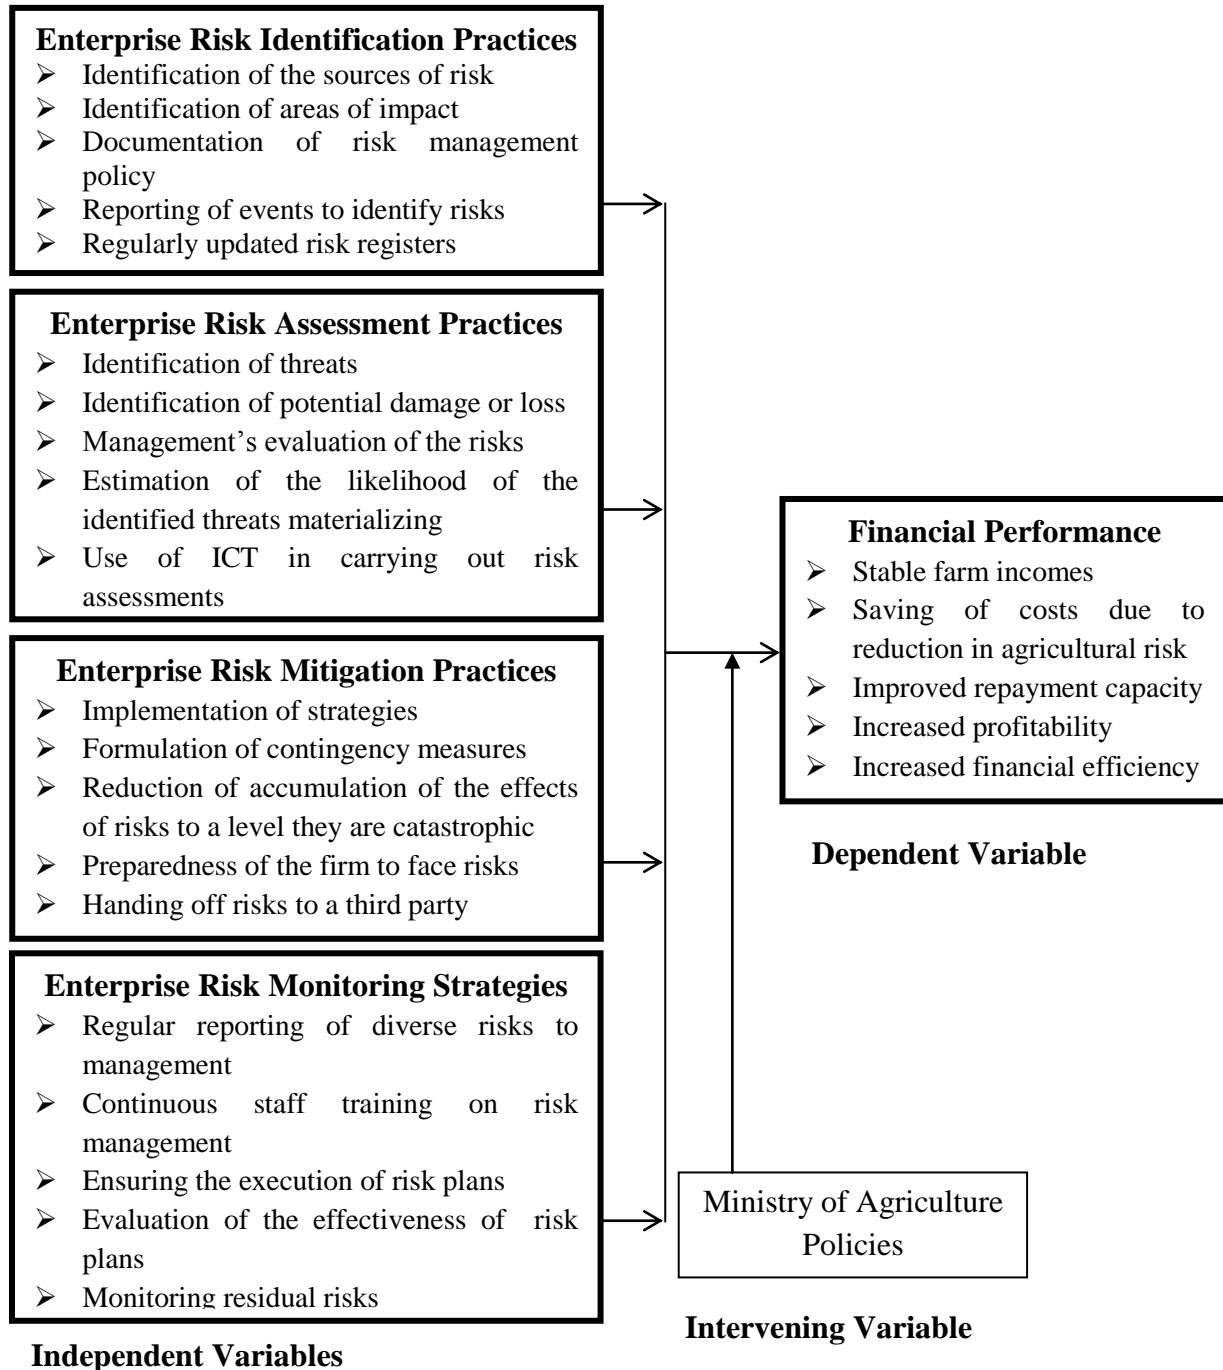 Enterprise Risk Identification Practices
➢ Identification of the sources of risk
➢ Identification of areas of impact
➢ Documentation of risk management
policy
➢ Reporting of events to identify risks
➢ Regularly updated risk registers
Enterprise Risk Assessment Practices
➢ Identification of threats
➢ Identification of potential damage or loss
➢ Management’s evaluation of the risks
➢ Estimation of the likelihood of the
identified threats materializing
➢ Use of ICT in carrying out risk
assessments
Enterprise Risk Mitigation Practices
➢ Implementation of strategies
➢ Formulation of contingency measures
➢ Reduction of accumulation of the effects
of risks to a level they are catastrophic
➢ Preparedness of the firm to face risks
➢ Handing off risks to a third party
Enterprise Risk Monitoring Strategies
➢ Regular reporting of diverse risks to
management
➢ Continuous staff training on risk
management
➢ Ensuring the execution of risk plans
➢ Evaluation of the effectiveness of risk
plans
➢ Monitoring residual risks
Independent Variables
Financial Performance
➢ Stable farm incomes
➢ Saving of costs due to
reduction in agricultural risk
➢ Improved repayment capacity
➢ Increased profitability
➢ Increased financial efficiency
Dependent Variable
Ministry of Agriculture
Policies
Intervening Variable